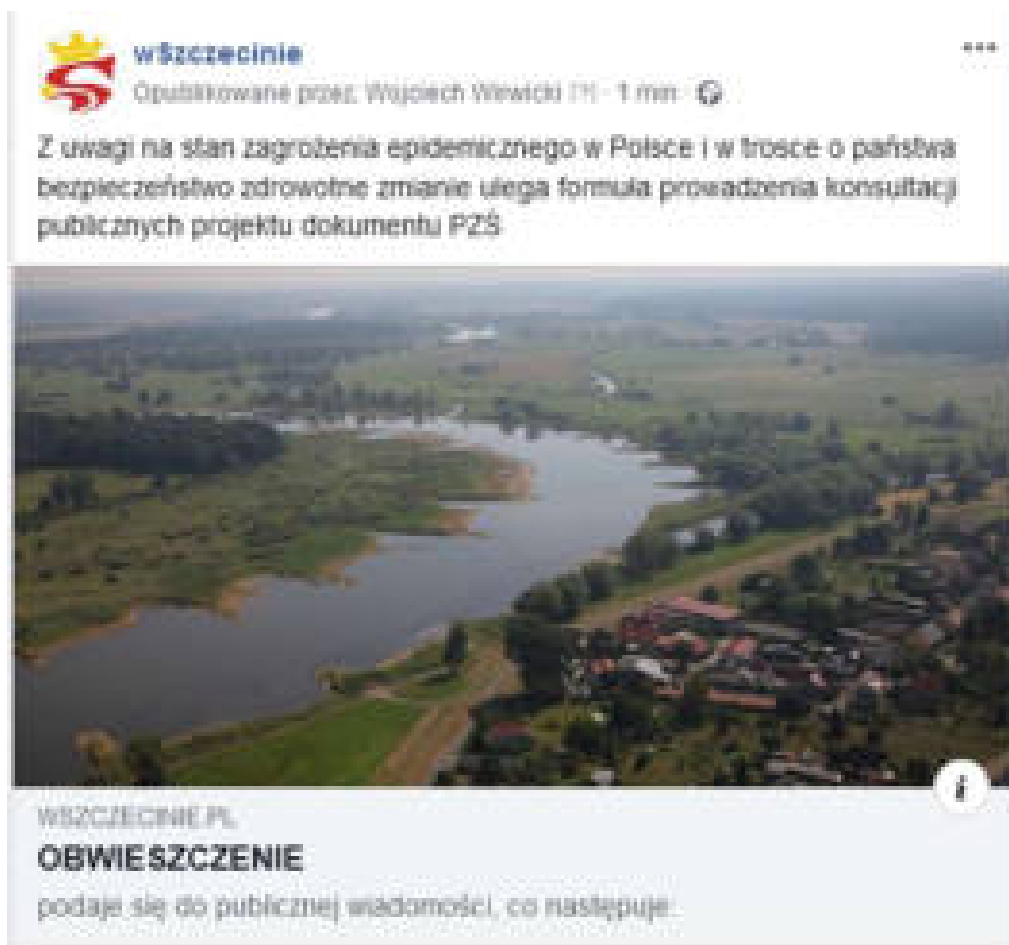 wSzczecinie
Opublikowane przez: Wojciech Wirwicki [?] · 1 min ·
Z uwagi na stan zagrożenia epidemicznego w Polsce i w trosce o państwa
bezpieczeństwo zdrowotne zmianie ulega formuła prowadzenia konsultacji
publicznych projektu dokumentu PZŚ
WSZCZECINIE.PL
OBWIESZCZENIE
podaje się do publicznej wiadomości, co następuje: